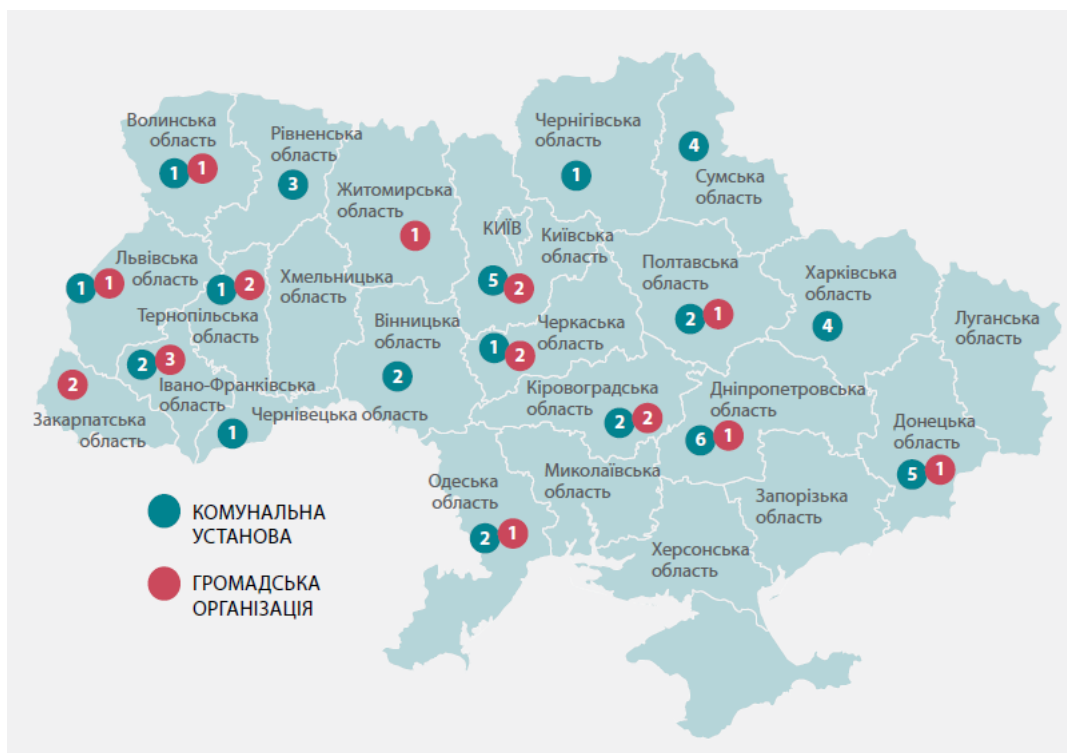 Волинська
область
1 1
Рівненська
область
3
Житомирська
область
1
Чернігівська
область
1
4
Сумська
область
КИЇВ
Київська
область
5 2
Львівська
область
1 1
1 2
Тернопільська
область
Хмельницька
область
Вінницька
область
2
Черкаська
область
1 2
Полтавська
область
2 1
Харківська
область
4
Луганська
область
2
Закарпатська
область
2 3
Івано-Франківська
область
Чернівецька область
1
Кіровоградська
область
2 2
Дніпропетровська
область
6 1
Донецька
область
5 1
Одеська
область
2 1
Миколаївська
область
Запорізька
область
Херсонська
область
КОМУНАЛЬНА
УСТАНОВА
ГРОМАДСЬКА
ОРГАНІЗАЦІЯ